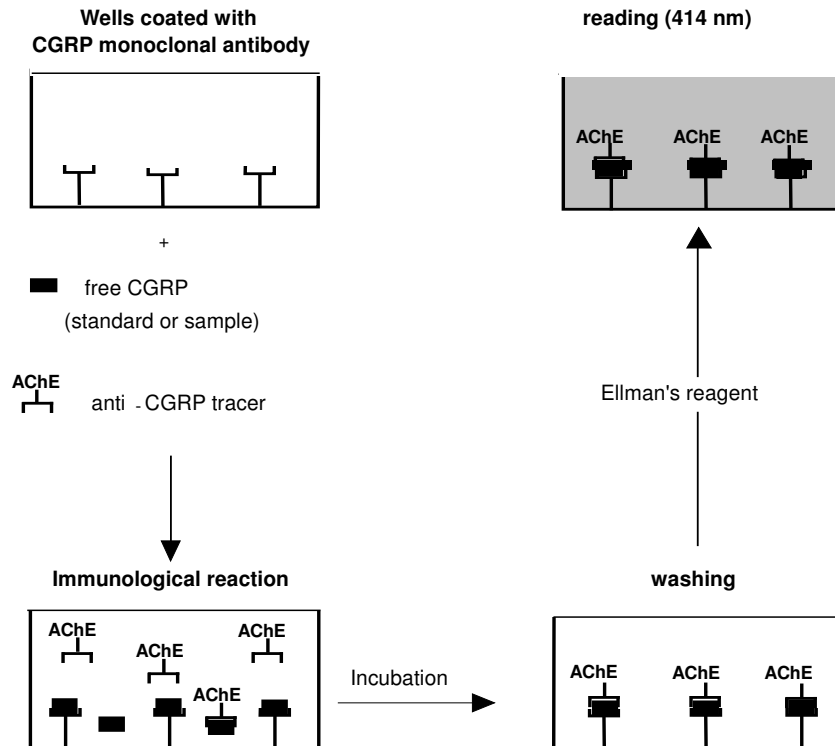 Wells coated with
CGRP monoclonal antibody
+
free CGRP
(standard or sample)
AChE
anti - CGRP tracer
Immunological reaction
AChE
AChE
AChE
AChE
Incubation
washing
AChE
AChE
AChE
Ellman's reagent
reading (414 nm)
AChE
AChE
AChE